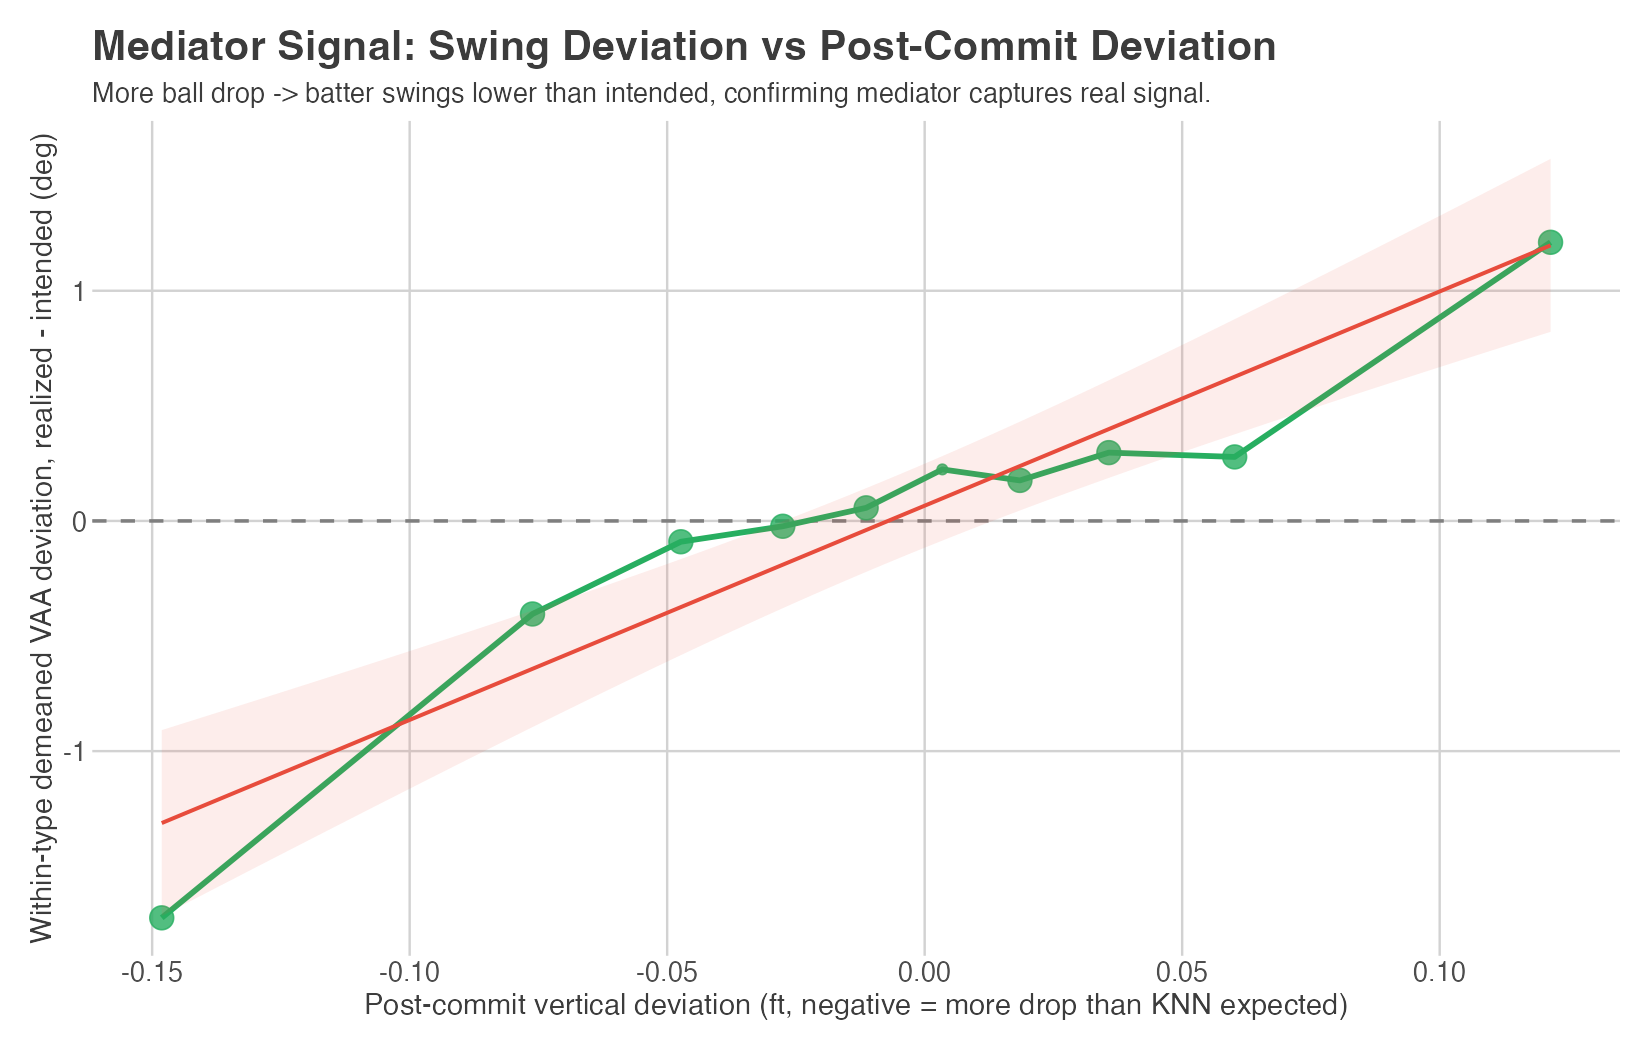 Mediator Signal: Swing Deviation vs Post-Commit Deviation
More ball drop -> batter swings lower than intended, confirming mediator captures real signal.
Within-type demeaned VAA deviation, realized - intended (deg)
1
0
-1
-0.15 -0.10 -0.05 0.00 0.05 0.10
Post-commit vertical deviation (ft, negative = more drop than KNN expected)